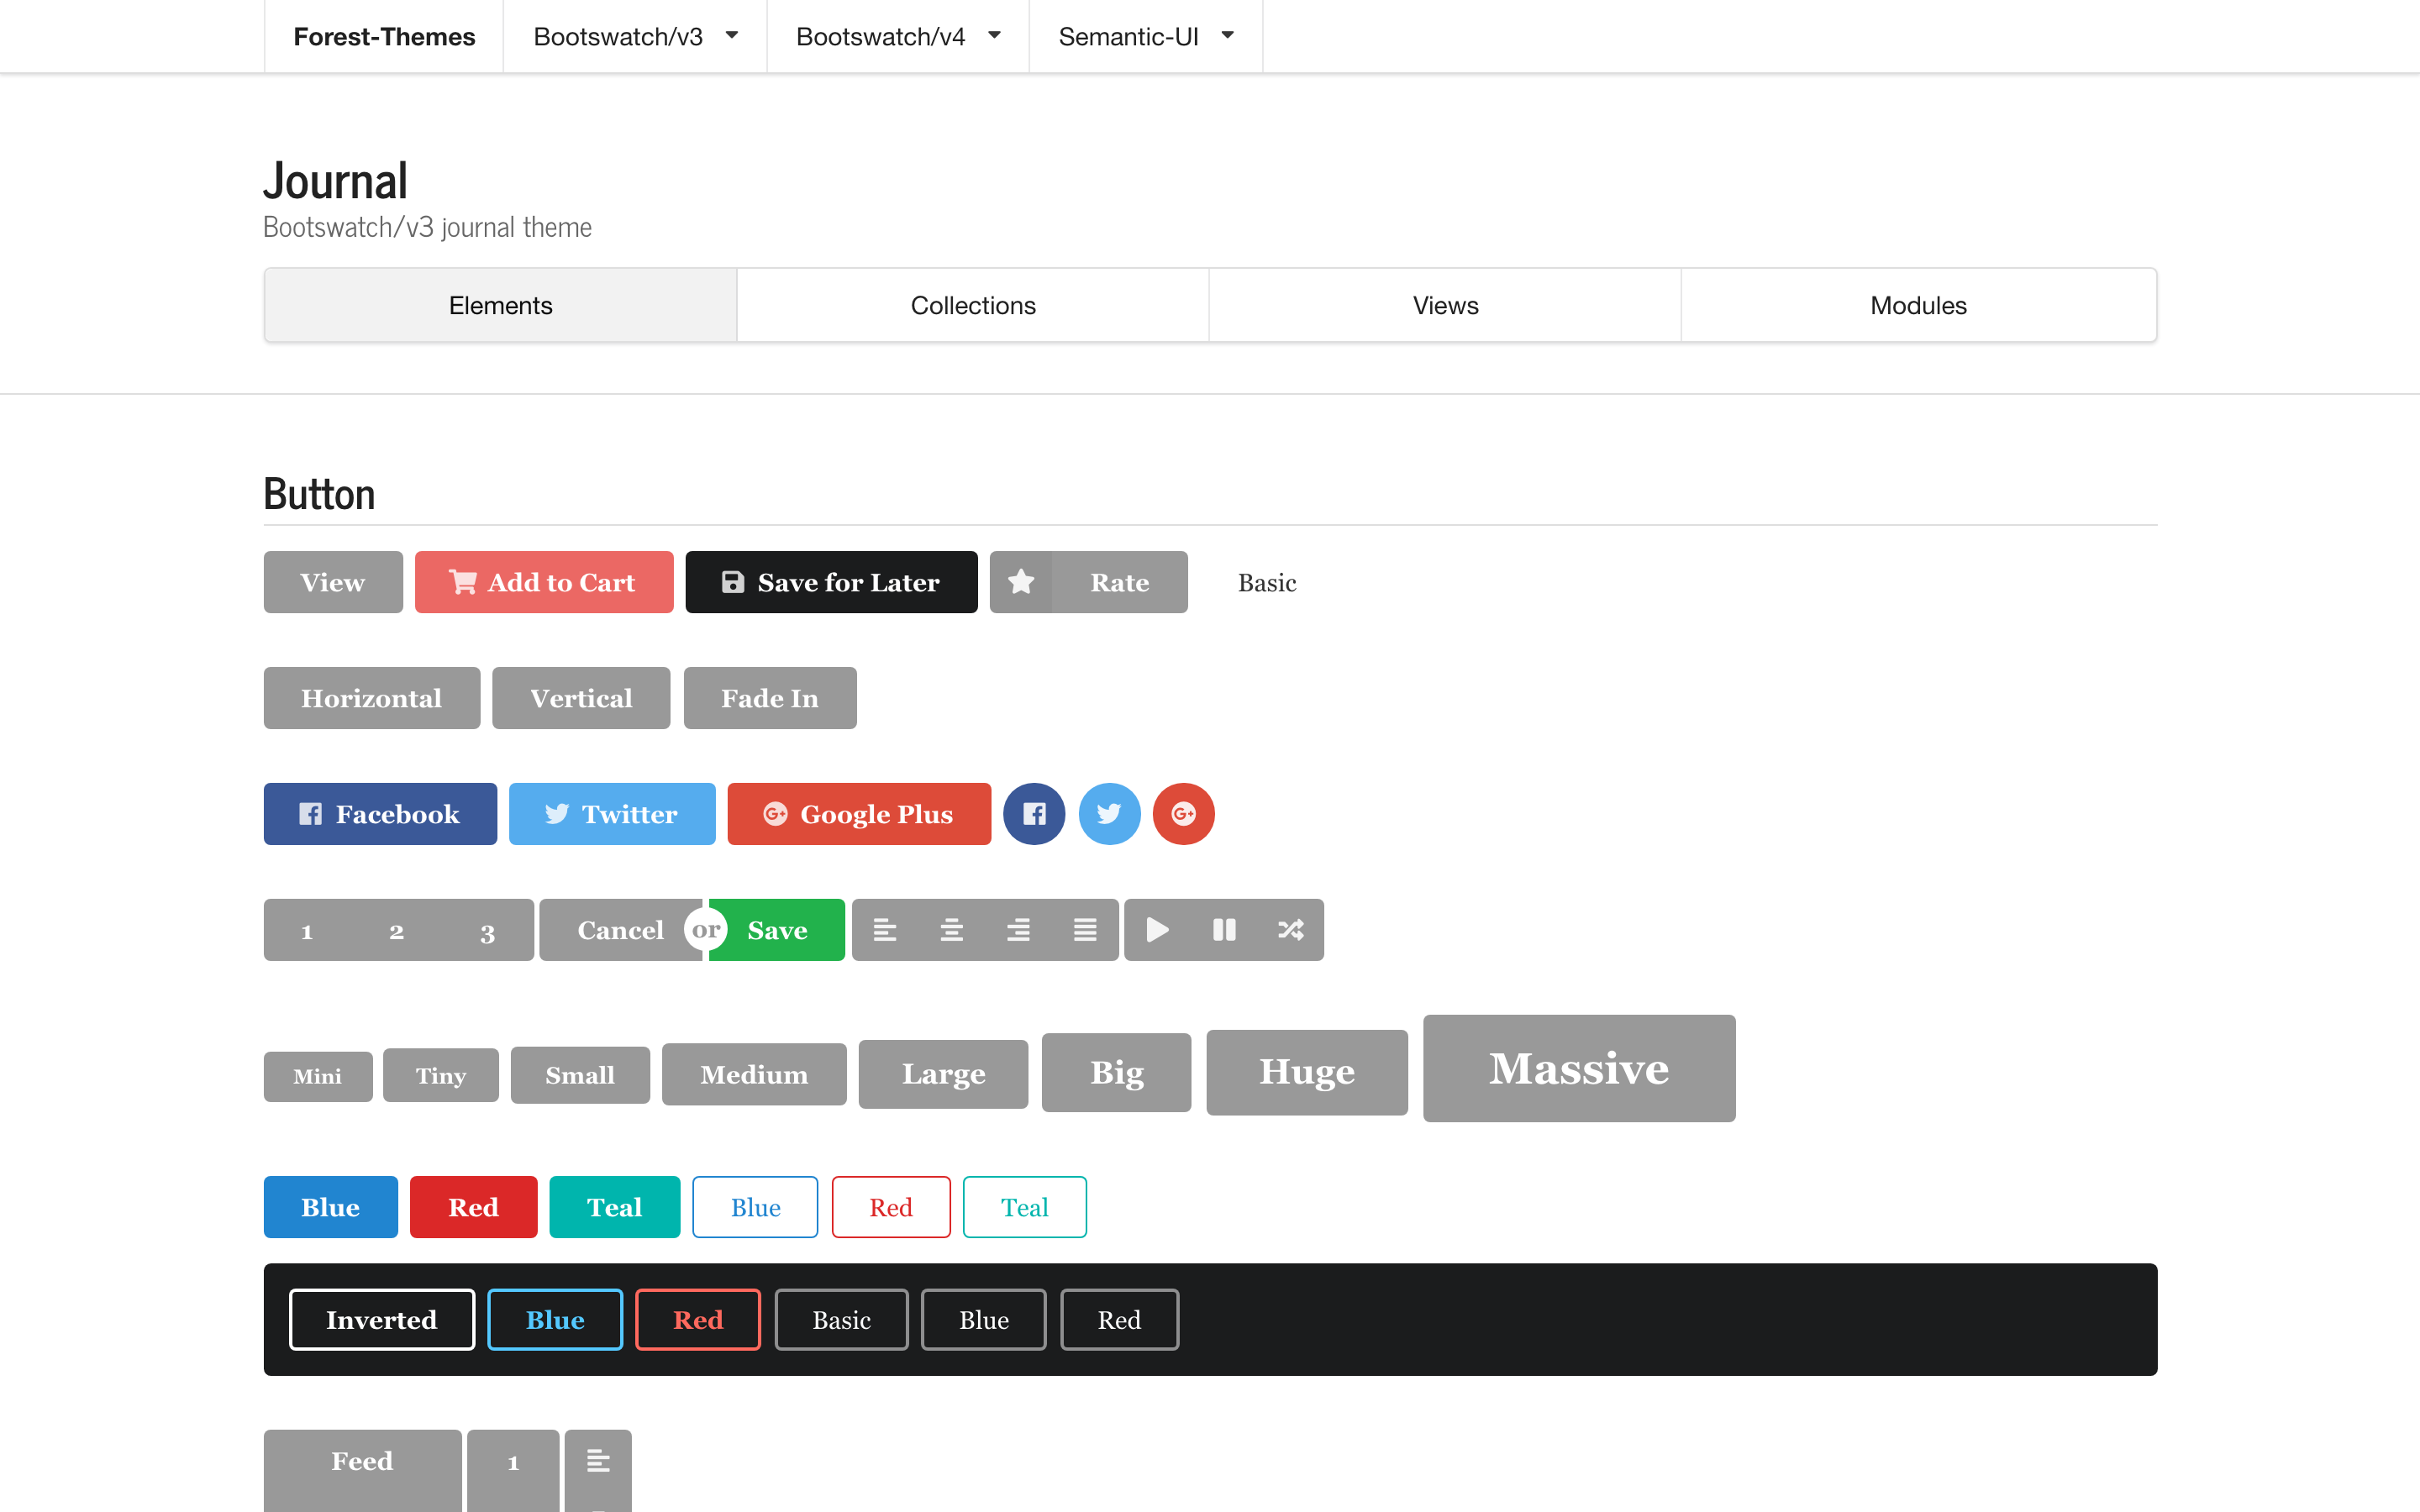 Forest-Themes Bootswatch/v3 Bootswatch/v4 Semantic-UI
Journal
Bootswatch/v3 journal theme
Elements Collections Views Modules
Button
View Add to Cart Save for Later Rate Basic
Horizontal Vertical Fade In
Facebook Twitter Google Plus
1 2 3 Cancel or Save
Mini Tiny Small Medium Large Big Huge Massive
Blue Red Teal Blue Red Teal
Inverted Blue Red Basic Blue Red
Feed 1